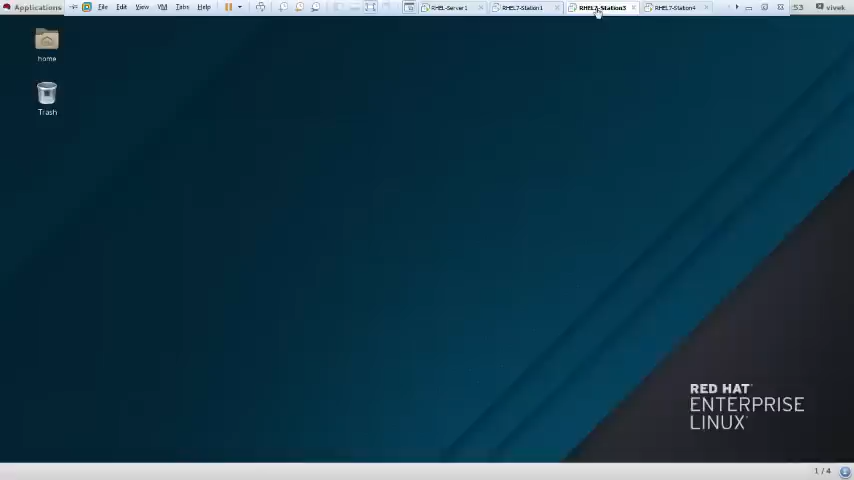 Applications File Edit View VM Tabs Help RHEL-Server1 RHEL7-Station1 RHEL7-Station3 RHEL7-Station4 :53 vivek
home
Trash
RED HAT
ENTERPRISE
LINUX
1 / 4